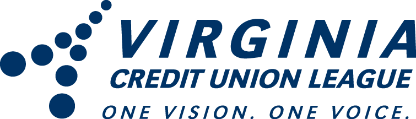 VIRGINIA
CREDIT UNION LEAGUE
ONE VISION. ONE VOICE.